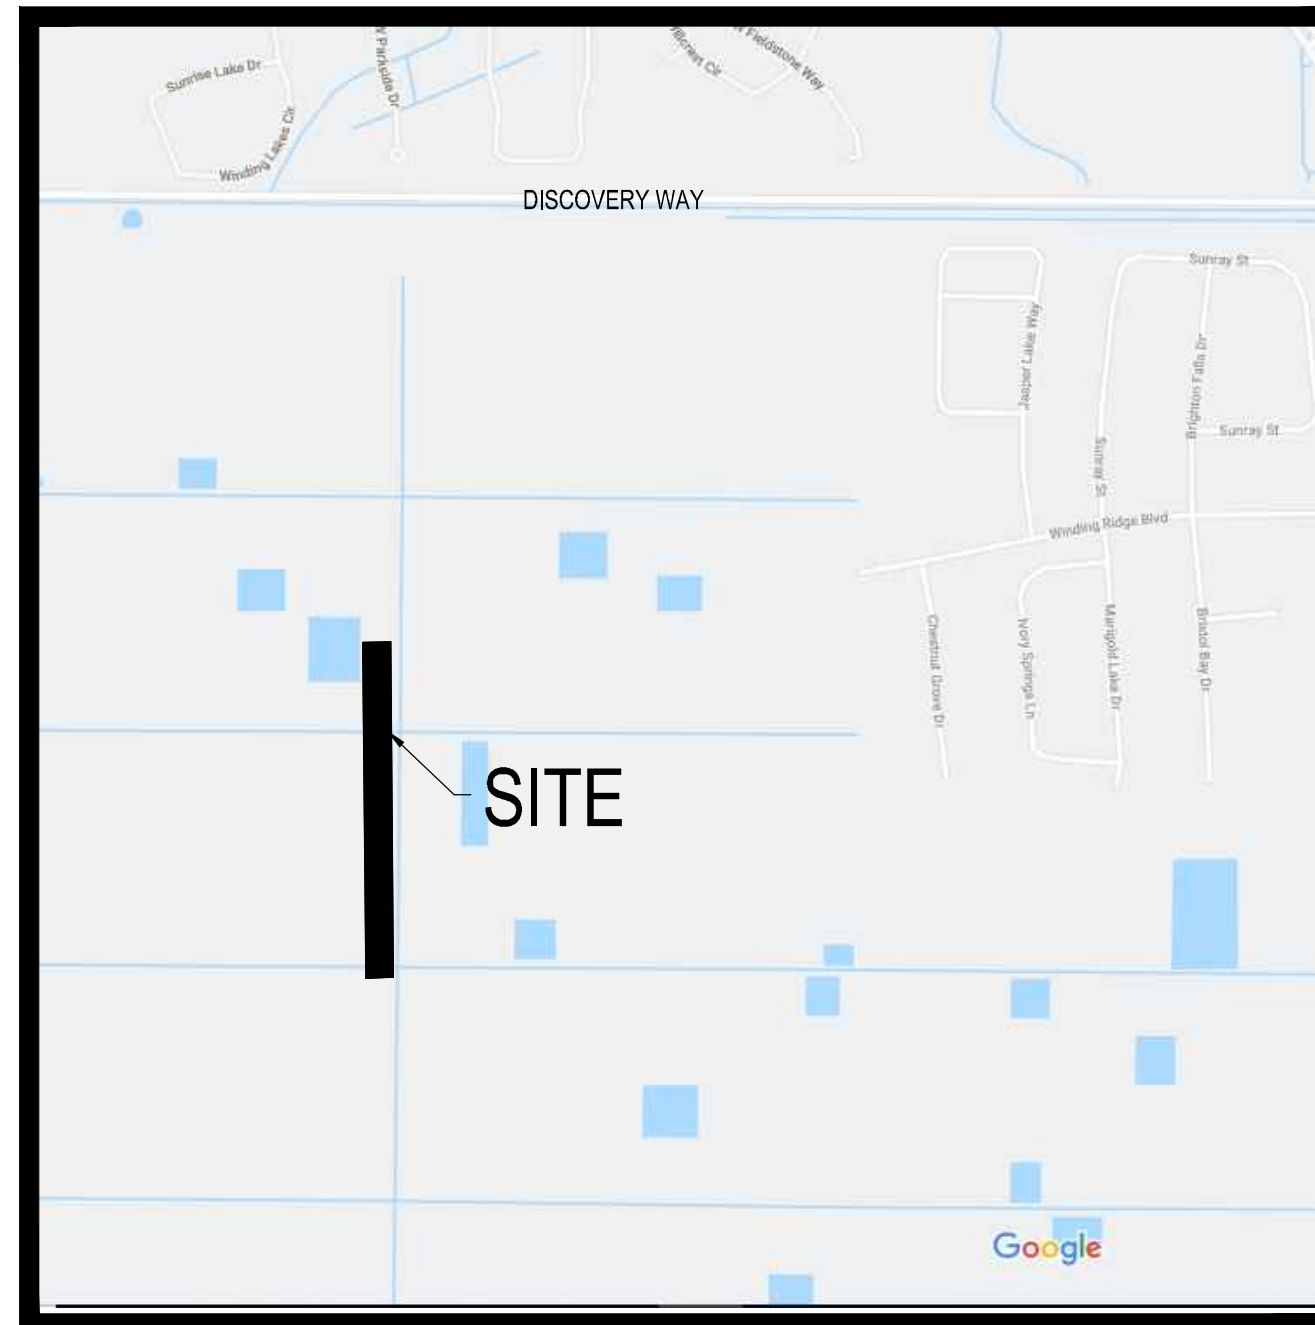 Sunrise Lake Dr
Winding Lakes Cir
Parkside Dr
Fieldstone Way
Hillcrest Cir
DISCOVERY WAY
Sunray St
Jasper Lake Way
Brighton Falls Dr
Sunray St
Sunray St
Winding Ridge Blvd
Chestnut Grove Dr
Ivory Springs Ln
Marigold Lake Dr
Bristol Bay Dr
SITE
Google